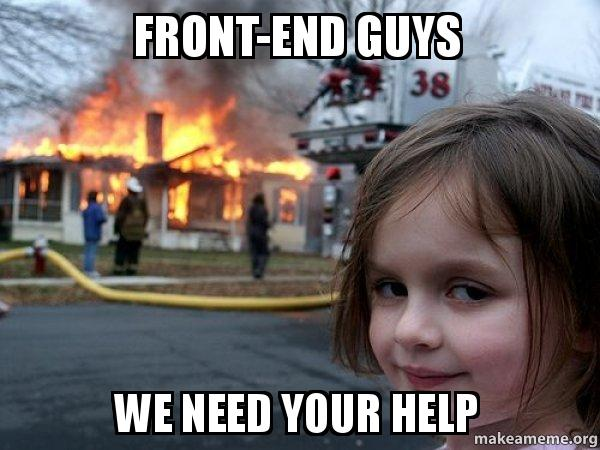 FRONT-END GUYS
38
WE NEED YOUR HELP
makeameme.org